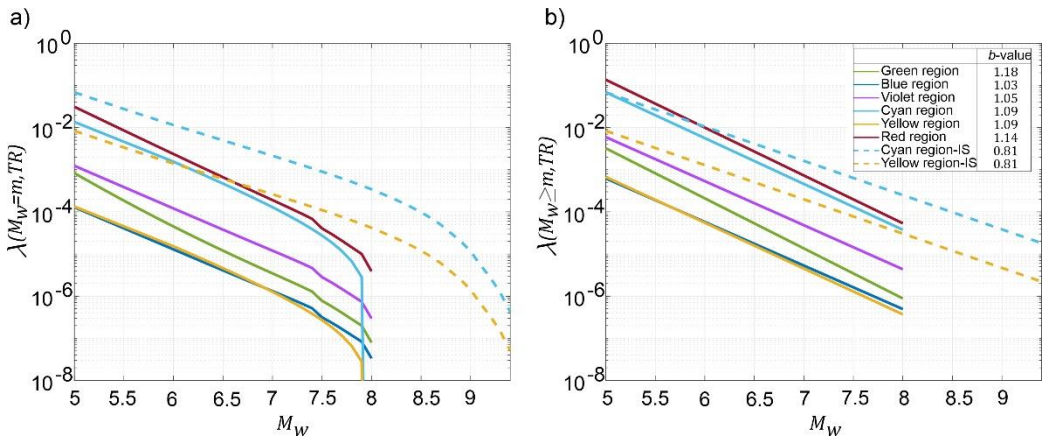 a)
b)
10⁰
10⁻²
10⁻⁴
10⁻⁶
10⁻⁸
λ(M_W=m,TR)
5 5.5 6 6.5 7 7.5 8 8.5 9
M_W
10⁰
10⁻²
10⁻⁴
10⁻⁶
10⁻⁸
λ(M_W≥m,TR)
5 5.5 6 6.5 7 7.5 8 8.5 9
M_W
b-value
Green region 1.18
Blue region 1.03
Violet region 1.05
Cyan region 1.09
Yellow region 1.09
Red region 1.14
Cyan region-IS 0.81
Yellow region-IS 0.81